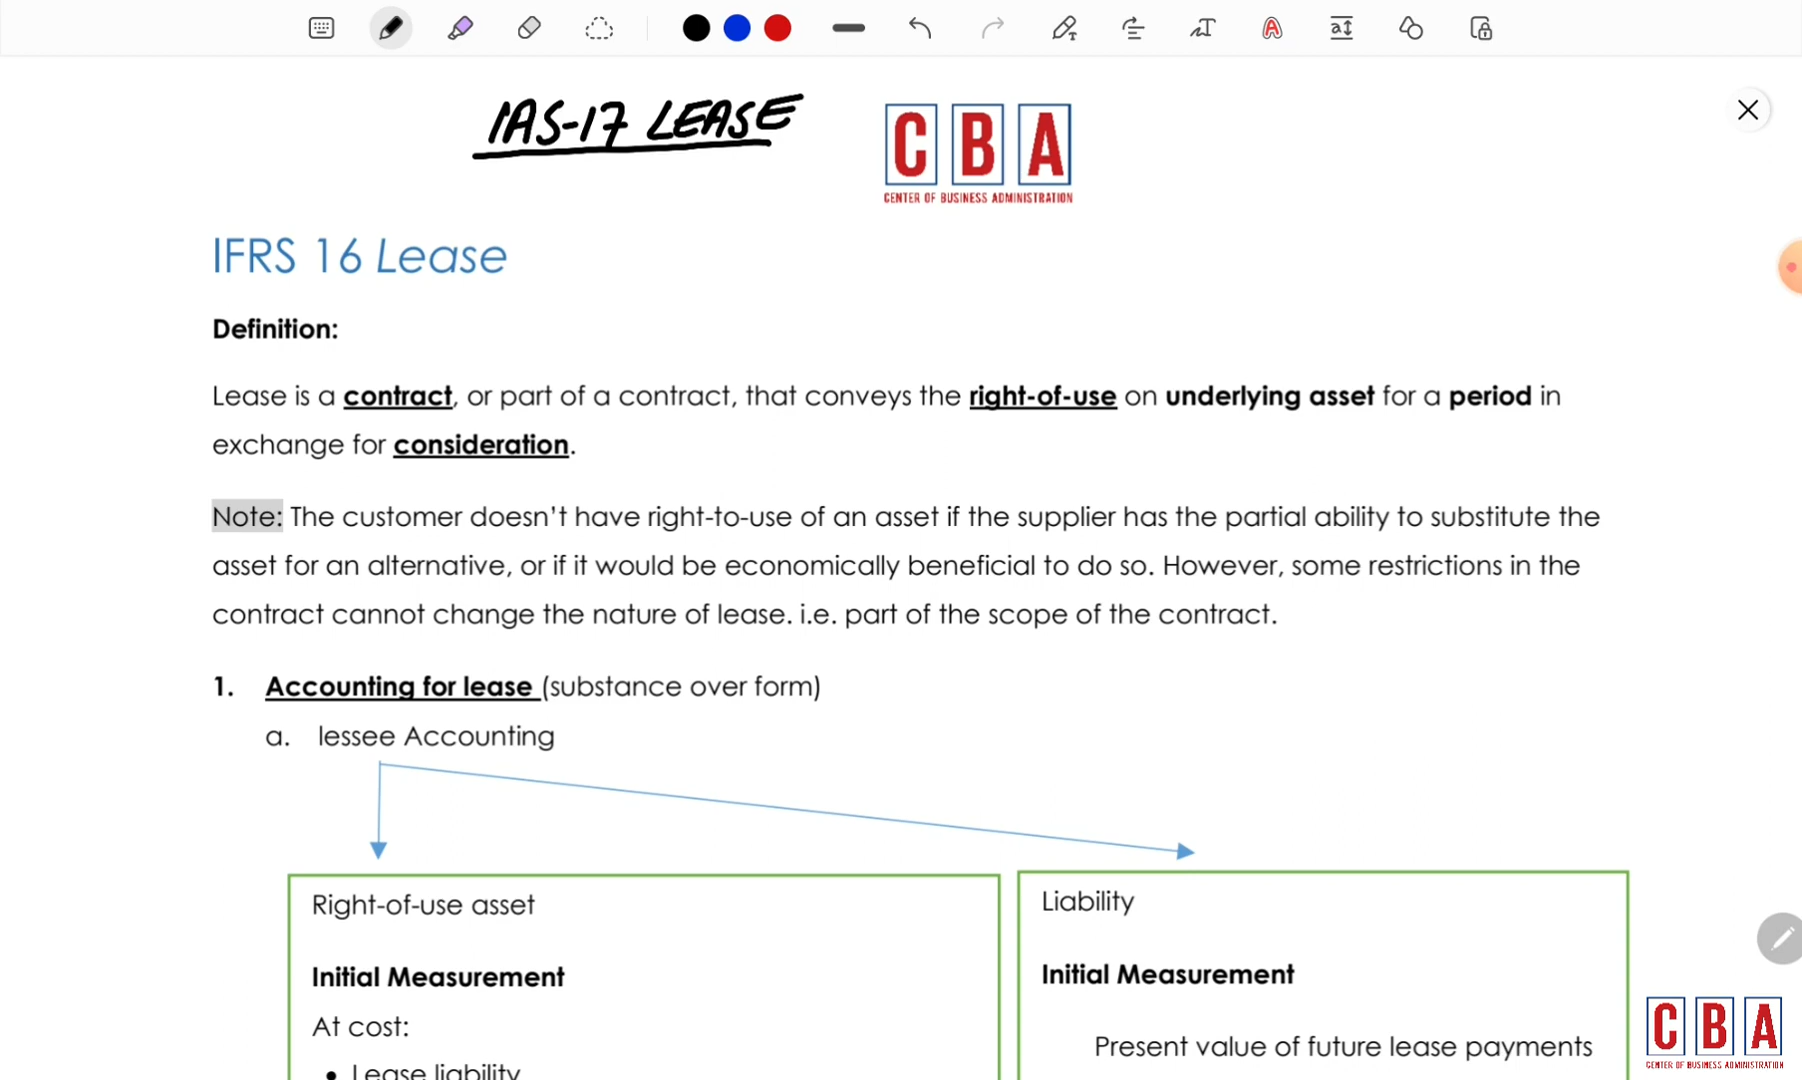 IAS-17 LEASE
CBA
CENTER OF BUSINESS ADMINISTRATION
IFRS 16 Lease
Definition:
Lease is a contract, or part of a contract, that conveys the right-of-use on underlying asset for a period in
exchange for consideration.
Note: The customer doesn't have right-to-use of an asset if the supplier has the partial ability to substitute the
asset for an alternative, or if it would be economically beneficial to do so. However, some restrictions in the
contract cannot change the nature of lease. i.e. part of the scope of the contract.
1. Accounting for lease (substance over form)
a. lessee Accounting
Right-of-use asset
Initial Measurement
At cost:
• Lease liability
Liability
Initial Measurement
Present value of future lease payments
CBA
CENTER OF BUSINESS ADMINISTRATION